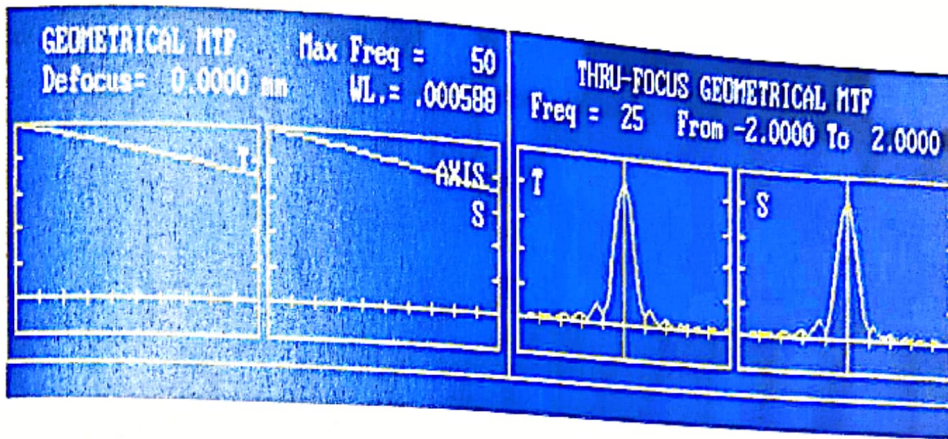 GEOMETRICAL MTF
Max Freq = 50
Defocus= 0.0000 mm
WL.= .000588
T
AXIS
S
THRU-FOCUS GEOMETRICAL MTF
Freq = 25 From -2.0000 To 2.0000
T
S